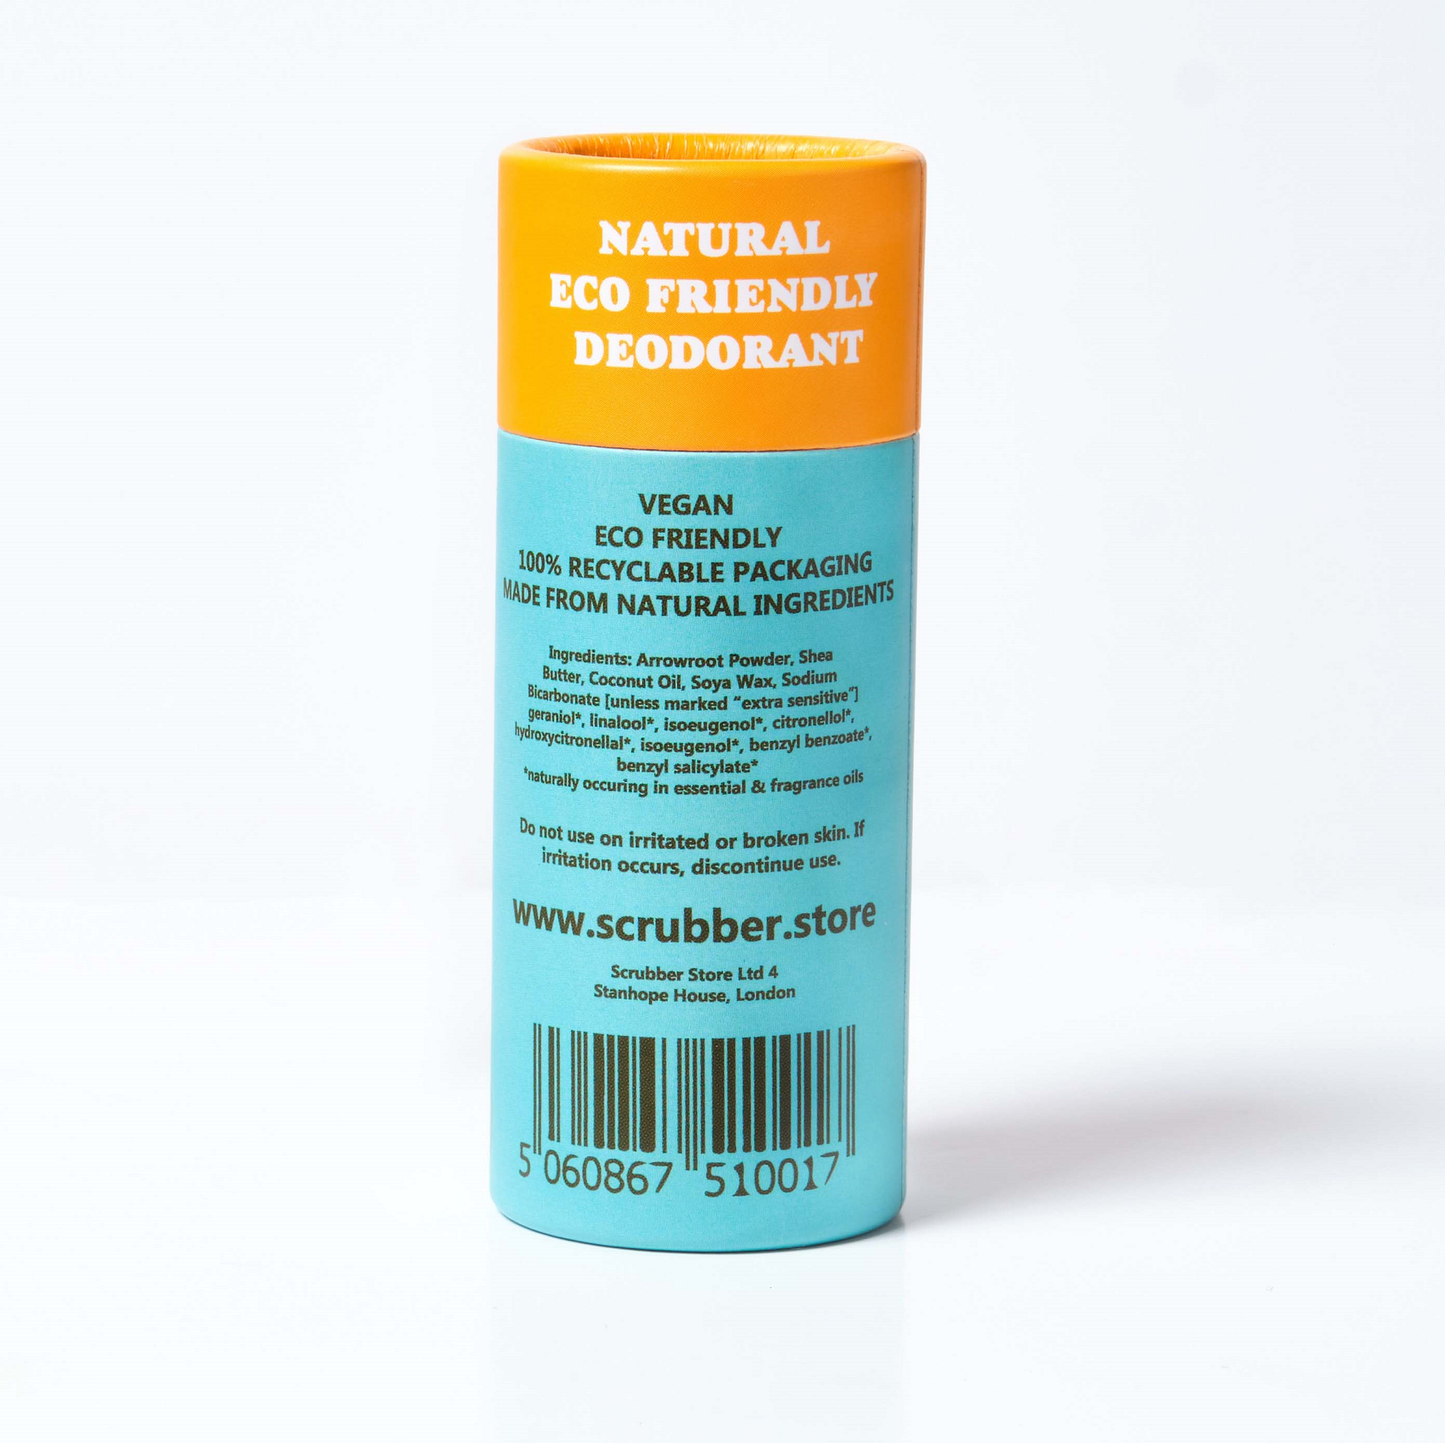 NATURAL
ECO FRIENDLY
DEODORANT
VEGAN
ECO FRIENDLY
100% RECYCLABLE PACKAGING
MADE FROM NATURAL INGREDIENTS
Ingredients: Arrowroot Powder, Shea
Butter, Coconut Oil, Soya Wax, Sodium
Bicarbonate [unless marked “extra sensitive”]
geraniol*, linalool*, isoeugenol*, citronellol*,
hydroxycitronellal*, isoeugenol*, benzyl benzoate*,
benzyl salicylate*
*naturally occuring in essential & fragrance oils
Do not use on irritated or broken skin. If
irritation occurs, discontinue use.
www.scrubber.store
Scrubber Store Ltd 4
Stanhope House, London
5 060867 510017